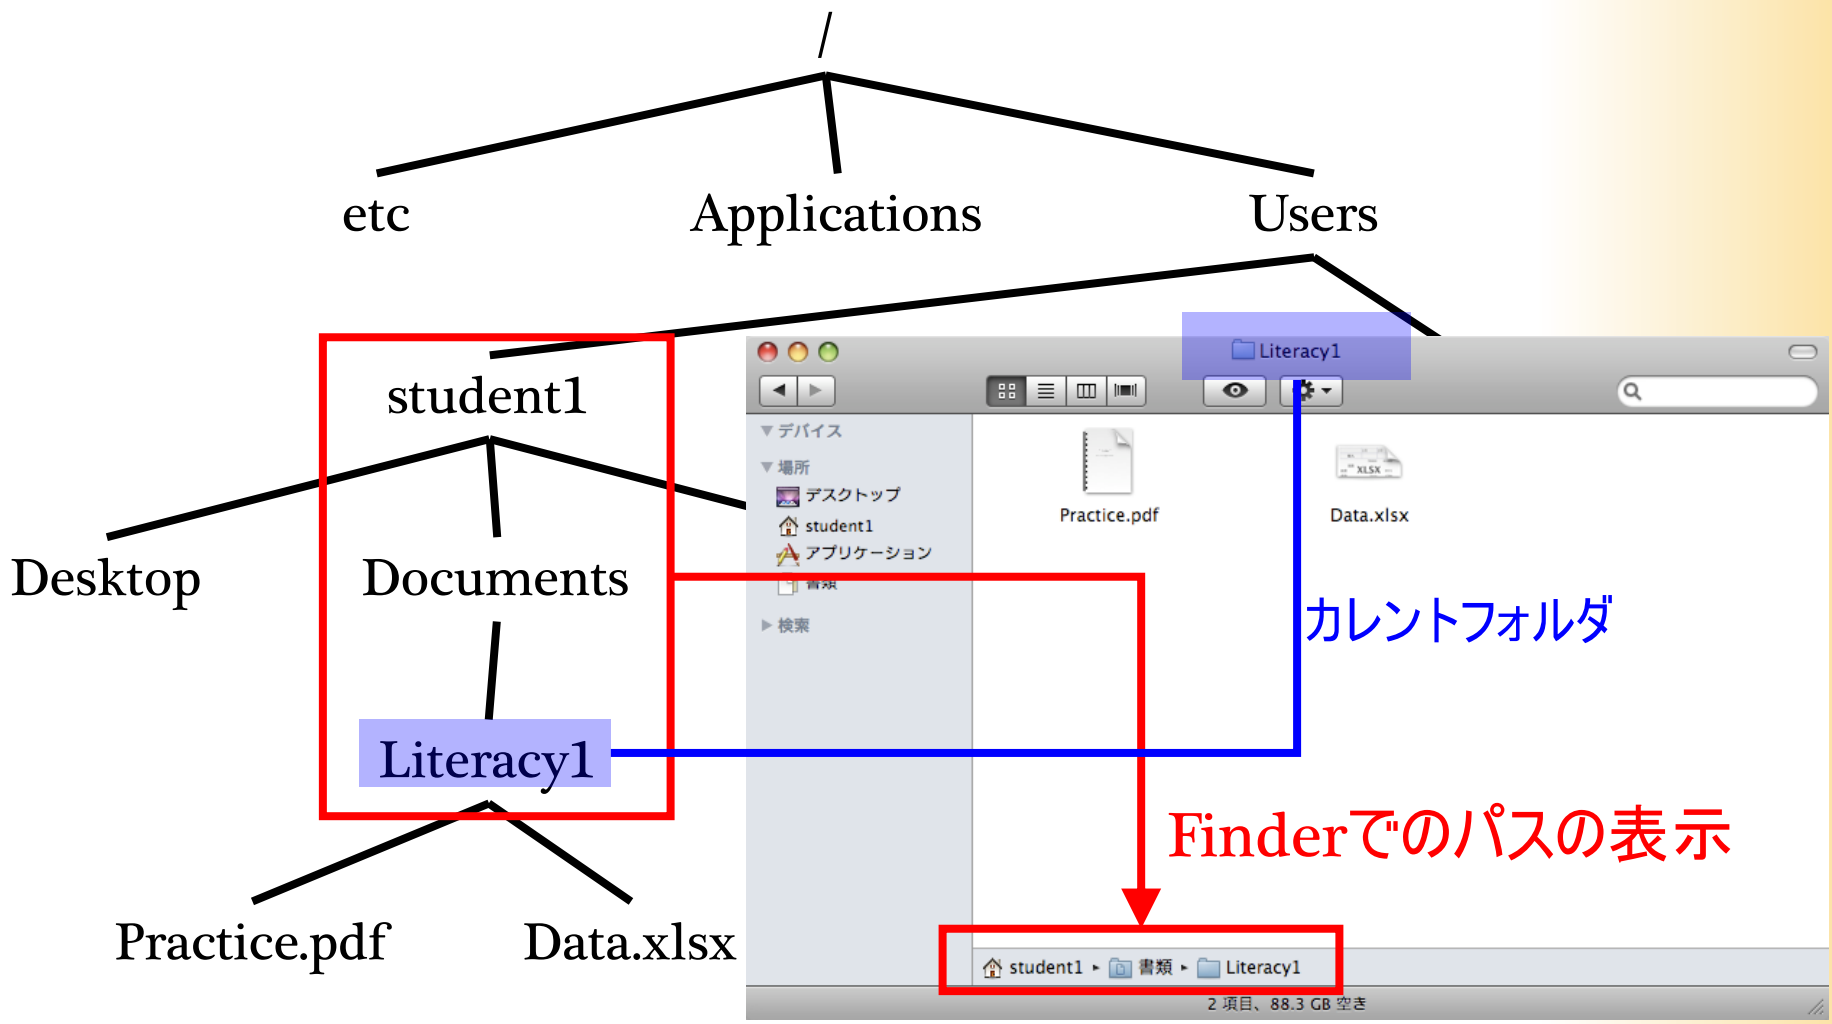 /
etc
Applications
Users
student1
Desktop
Documents
Literacy1
Practice.pdf
Data.xlsx
Literacy1
デバイス
場所
デスクトップ
student1
アプリケーション
書類
検索
Practice.pdf
XLSX
Data.xlsx
カレントフォルダ
Finderでのパスの表示
student1 ▸ 書類 ▸ Literacy1
2 項目、88.3 GB 空き